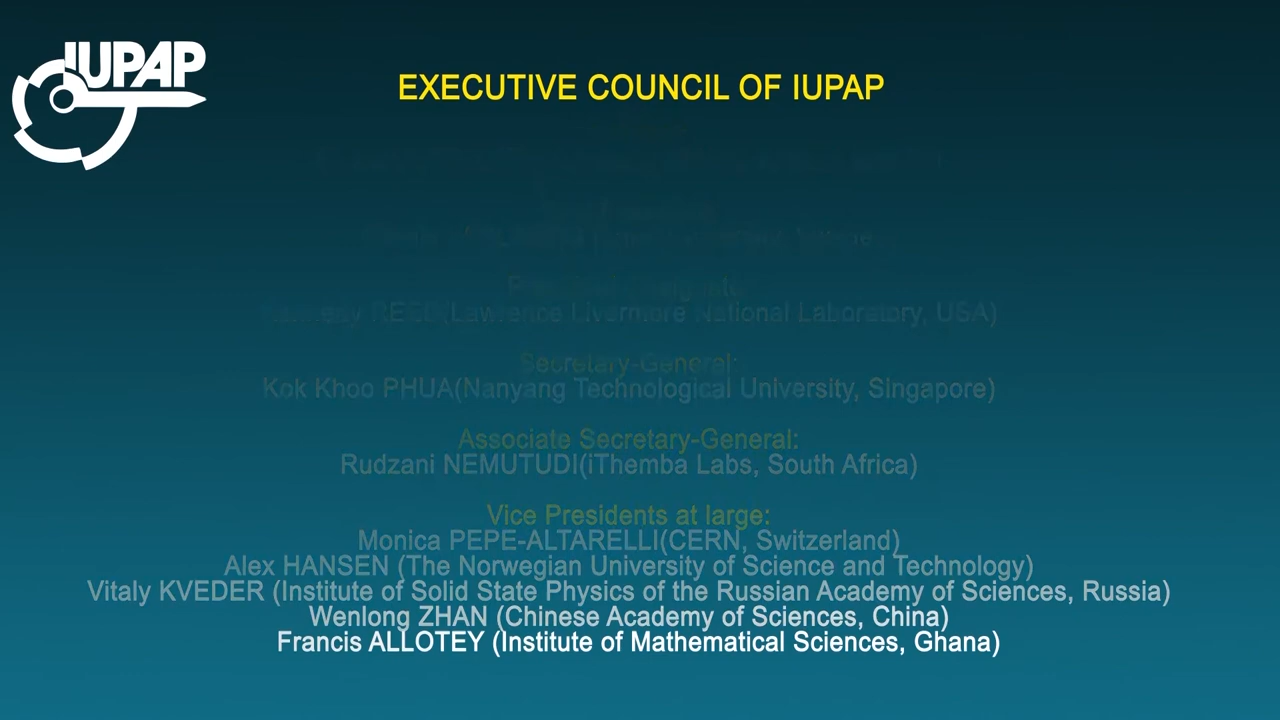 IUPAP
EXECUTIVE COUNCIL OF IUPAP
REED(Lawrence Livermore National Laboratory, USA)
Secretary-General:
Kok Khoo PHUA(Nanyang Technological University, Singapore)
Associate Secretary-General:
Rudzani NEMUTUDI(iThemba Labs, South Africa)
Vice Presidents at large:
Monica PEPE-ALTARELLI(CERN, Switzerland)
Alex HANSEN (The Norwegian University of Science and Technology)
Vitaly KVEDER (Institute of Solid State Physics of the Russian Academy of Sciences, Russia)
Wenlong ZHAN (Chinese Academy of Sciences, China)
Francis ALLOTEY (Institute of Mathematical Sciences, Ghana)